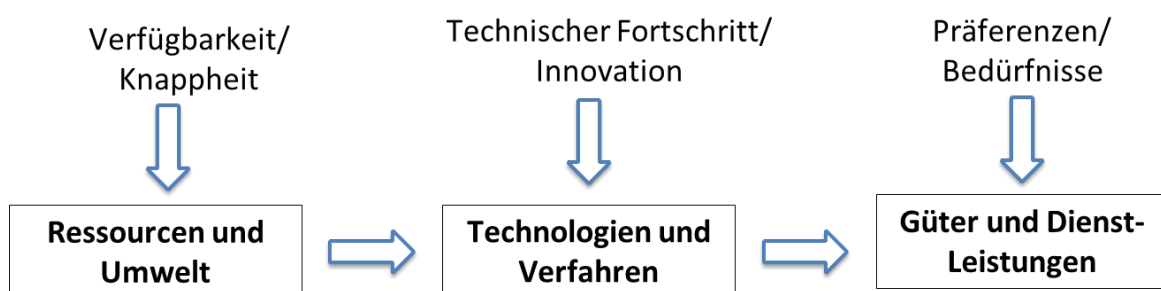 Verfügbarkeit/
Knappheit
Technischer Fortschritt/
Innovation
Präferenzen/
Bedürfnisse
Ressourcen und
Umwelt
Technologien und
Verfahren
Güter und Dienst-
Leistungen